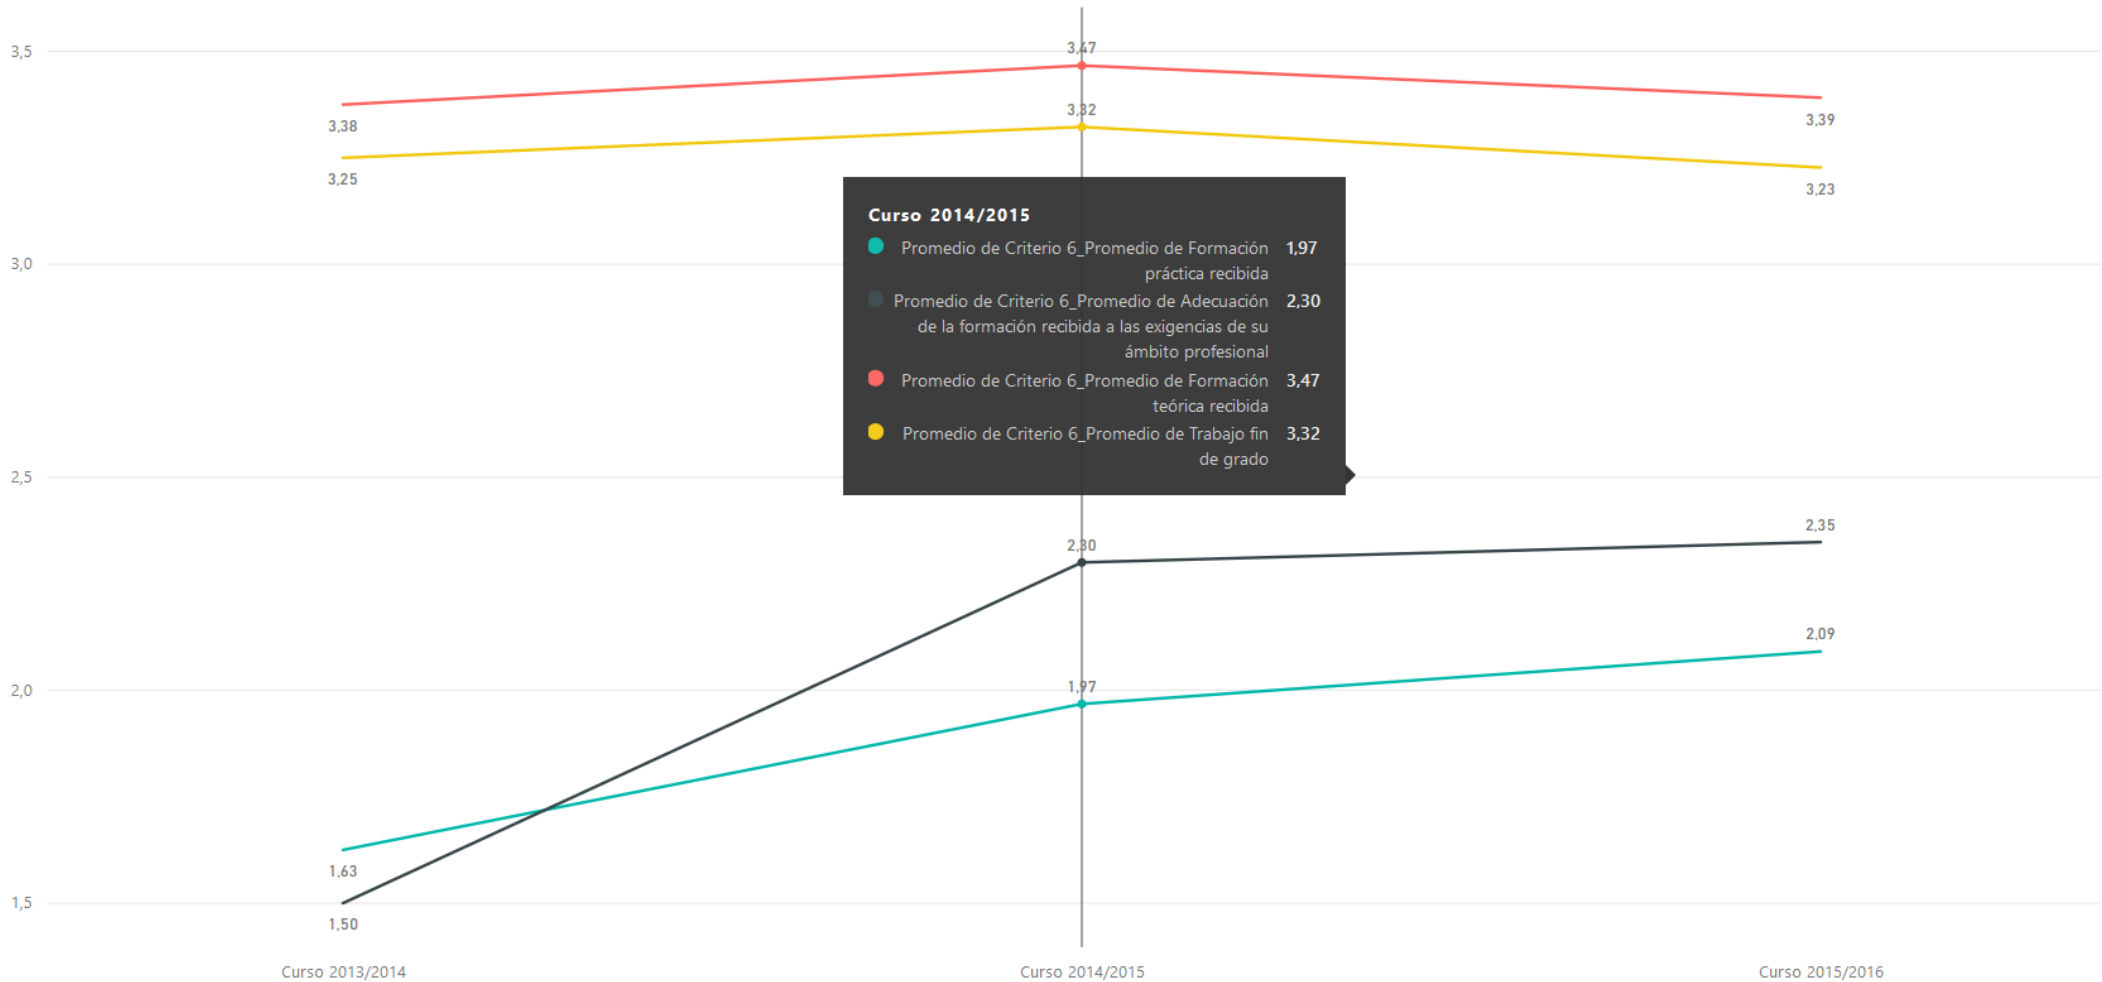 3,5
3,0
2,5
2,0
1,5
3,38
3,47
3,39
3,25
3,32
3,23
Curso 2014/2015
Promedio de Criterio 6_Promedio de Formación 1,97
práctica recibida
Promedio de Criterio 6_Promedio de Adecuación 2,30
de la formación recibida a las exigencias de su
ámbito profesional
Promedio de Criterio 6_Promedio de Formación 3,47
teórica recibida
Promedio de Criterio 6_Promedio de Trabajo fin 3,32
de grado
2,30
2,35
1,97
2,09
1,63
1,50
Curso 2013/2014
Curso 2014/2015
Curso 2015/2016